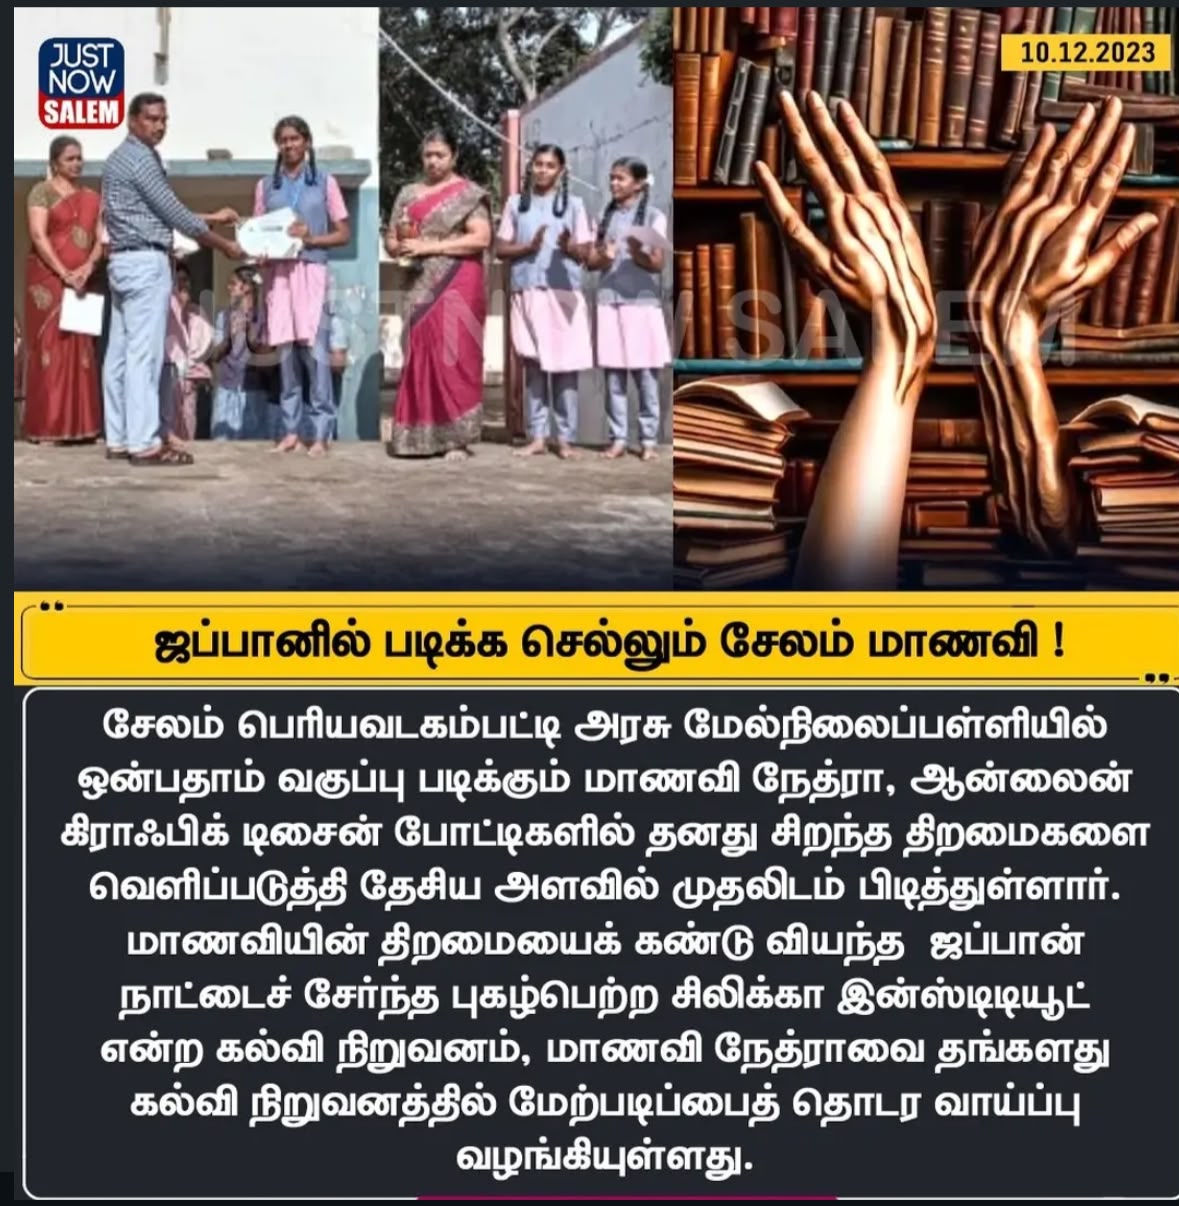 JUST
NOW
SALEM
10.12.2023
JUSTNOW SALEM
ஜப்பானில் படிக்க செல்லும் சேலம் மாணவி !
சேலம் பெரியவடகம்பட்டி அரசு மேல்நிலைப்பள்ளியில்
ஒன்பதாம் வகுப்பு படிக்கும் மாணவி நேத்ரா, ஆன்லைன்
கிராஃபிக் டிசைன் போட்டிகளில் தனது சிறந்த திறமைகளை
வெளிப்படுத்தி தேசிய அளவில் முதலிடம் பிடித்துள்ளார்.
மாணவியின் திறமையைக் கண்டு வியந்த ஜப்பான்
நாட்டைச் சேர்ந்த புகழ்பெற்ற சிலிக்கா இன்ஸ்டிடியூட்
என்ற கல்வி நிறுவனம், மாணவி நேத்ராவை தங்களது
கல்வி நிறுவனத்தில் மேற்படிப்பைத் தொடர வாய்ப்பு
வழங்கியுள்ளது.